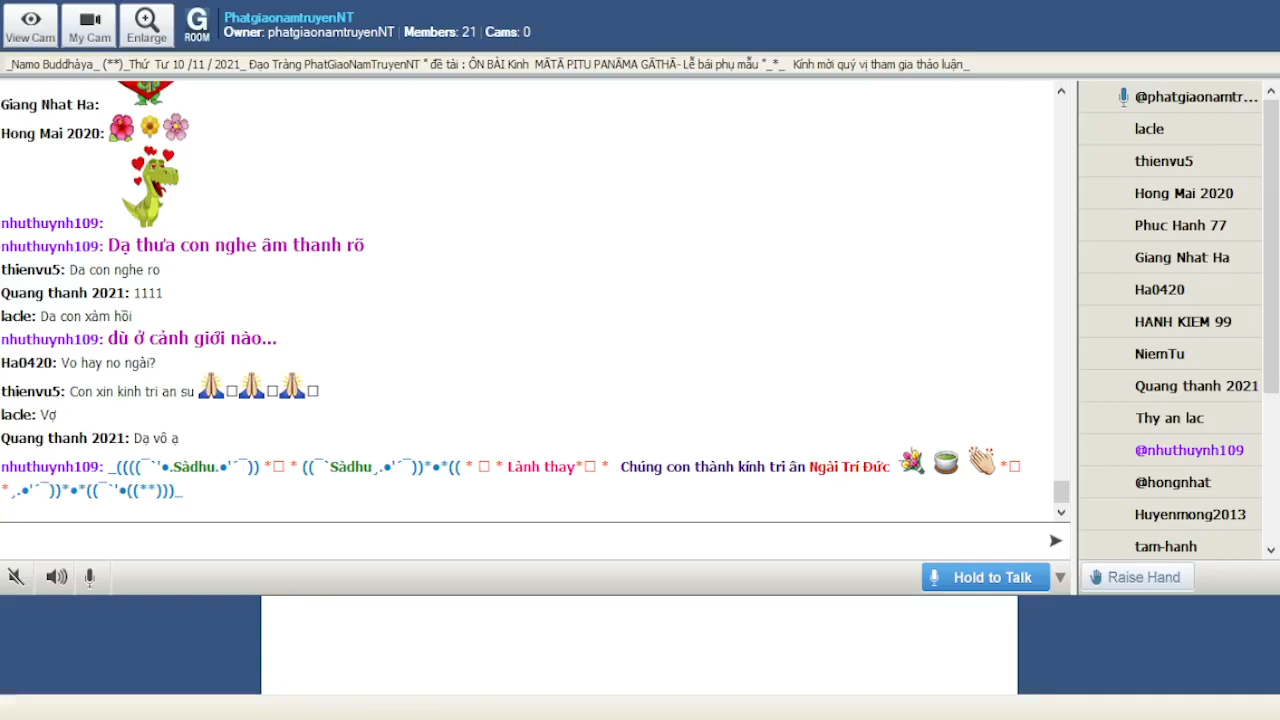 View Cam
My Cam
Enlarge
G
ROOM
PhatgiaonamtruyenNT
Owner: phatgiaonamtruyenNT | Members: 21 | Cams: 0
_Namo Buddhàya_ (**)_Thứ Tư 10 /11 / 2021_ Đạo Tràng PhatGiaoNamTruyenNT " đề tài : ÔN BÀI Kinh MĀTĀ PITU PANĀMA GĀTHĀ- Lễ bái phụ mẫu "_*_ Kính mời quý vị tham gia thảo luận_
Giang Nhat Ha:
Hong Mai 2020:
nhuthuynh109:
nhuthuynh109: Dạ thưa con nghe âm thanh rõ
thienvu5: Da con nghe ro
Quang thanh 2021: 1111
lacle: Da con xàm hồi
nhuthuynh109: dù ở cảnh giới nào...
Ha0420: Vo hay no ngài?
thienvu5: Con xin kinh tri an su 🙏□🙏□🙏□
lacle: Vợ
Quang thanh 2021: Dạ vô ạ
nhuthuynh109: _((((¯`'•.Sàdhu.•'´¯)) *□ * ((¯`Sàdhu¸.•'´¯))*•*(( * □ * Lành thay*□ * Chúng con thành kính tri ân Ngài Trí Đức *□
*¸.•'´¯))*•*((¯`'•((**)))_
@phatgiaonamtr...
lacle
thienvu5
Hong Mai 2020
Phuc Hanh 77
Giang Nhat Ha
Ha0420
HANH KIEM 99
NiemTu
Quang thanh 2021
Thy an lac
@nhuthuynh109
@hongnhat
Huyenmong2013
tam-hanh
Hold to Talk
Raise Hand